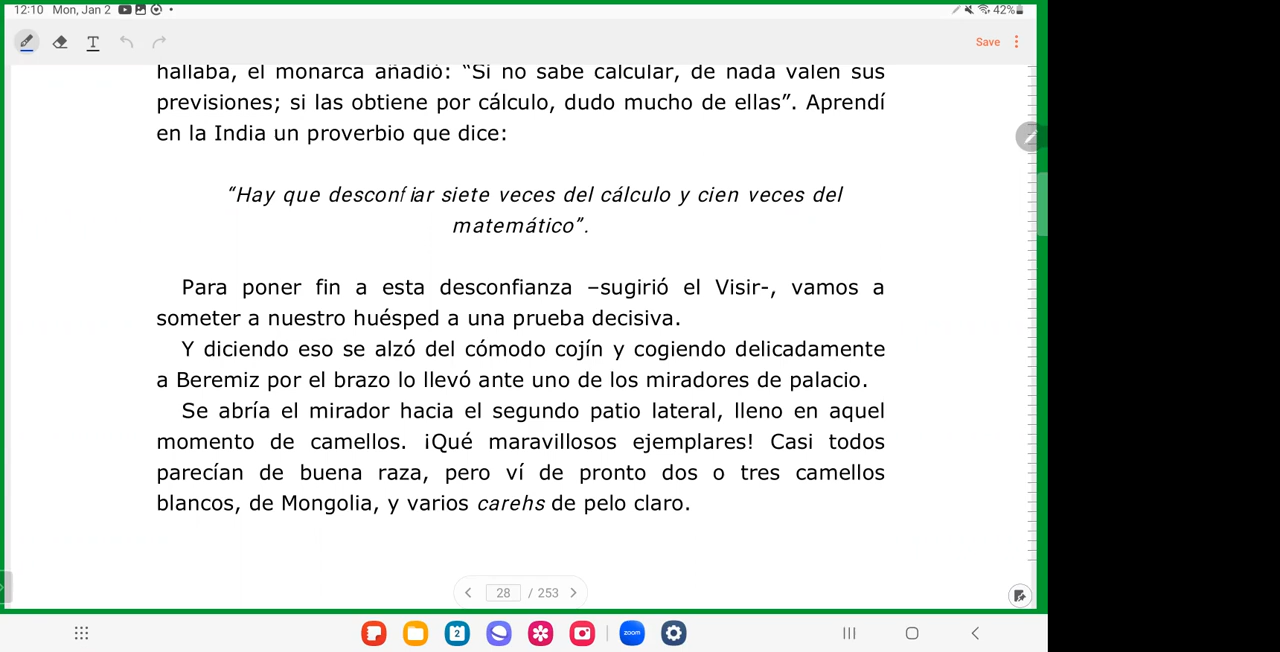 12:10 Mon, Jan 2
42%
Save
hallaba, el monarca añadió: “Si no sabe calcular, de nada valen sus
previsiones; si las obtiene por cálculo, dudo mucho de ellas”. Aprendí
en la India un proverbio que dice:
“Hay que desconfiar siete veces del cálculo y cien veces del
matemático”.
Para poner fin a esta desconfianza –sugirió el Visir-, vamos a
someter a nuestro huésped a una prueba decisiva.
Y diciendo eso se alzó del cómodo cojín y cogiendo delicadamente
a Beremiz por el brazo lo llevó ante uno de los miradores de palacio.
Se abría el mirador hacia el segundo patio lateral, lleno en aquel
momento de camellos. ¡Qué maravillosos ejemplares! Casi todos
parecían de buena raza, pero ví de pronto dos o tres camellos
blancos, de Mongolia, y varios carehs de pelo claro.
28 / 253
2
zoom